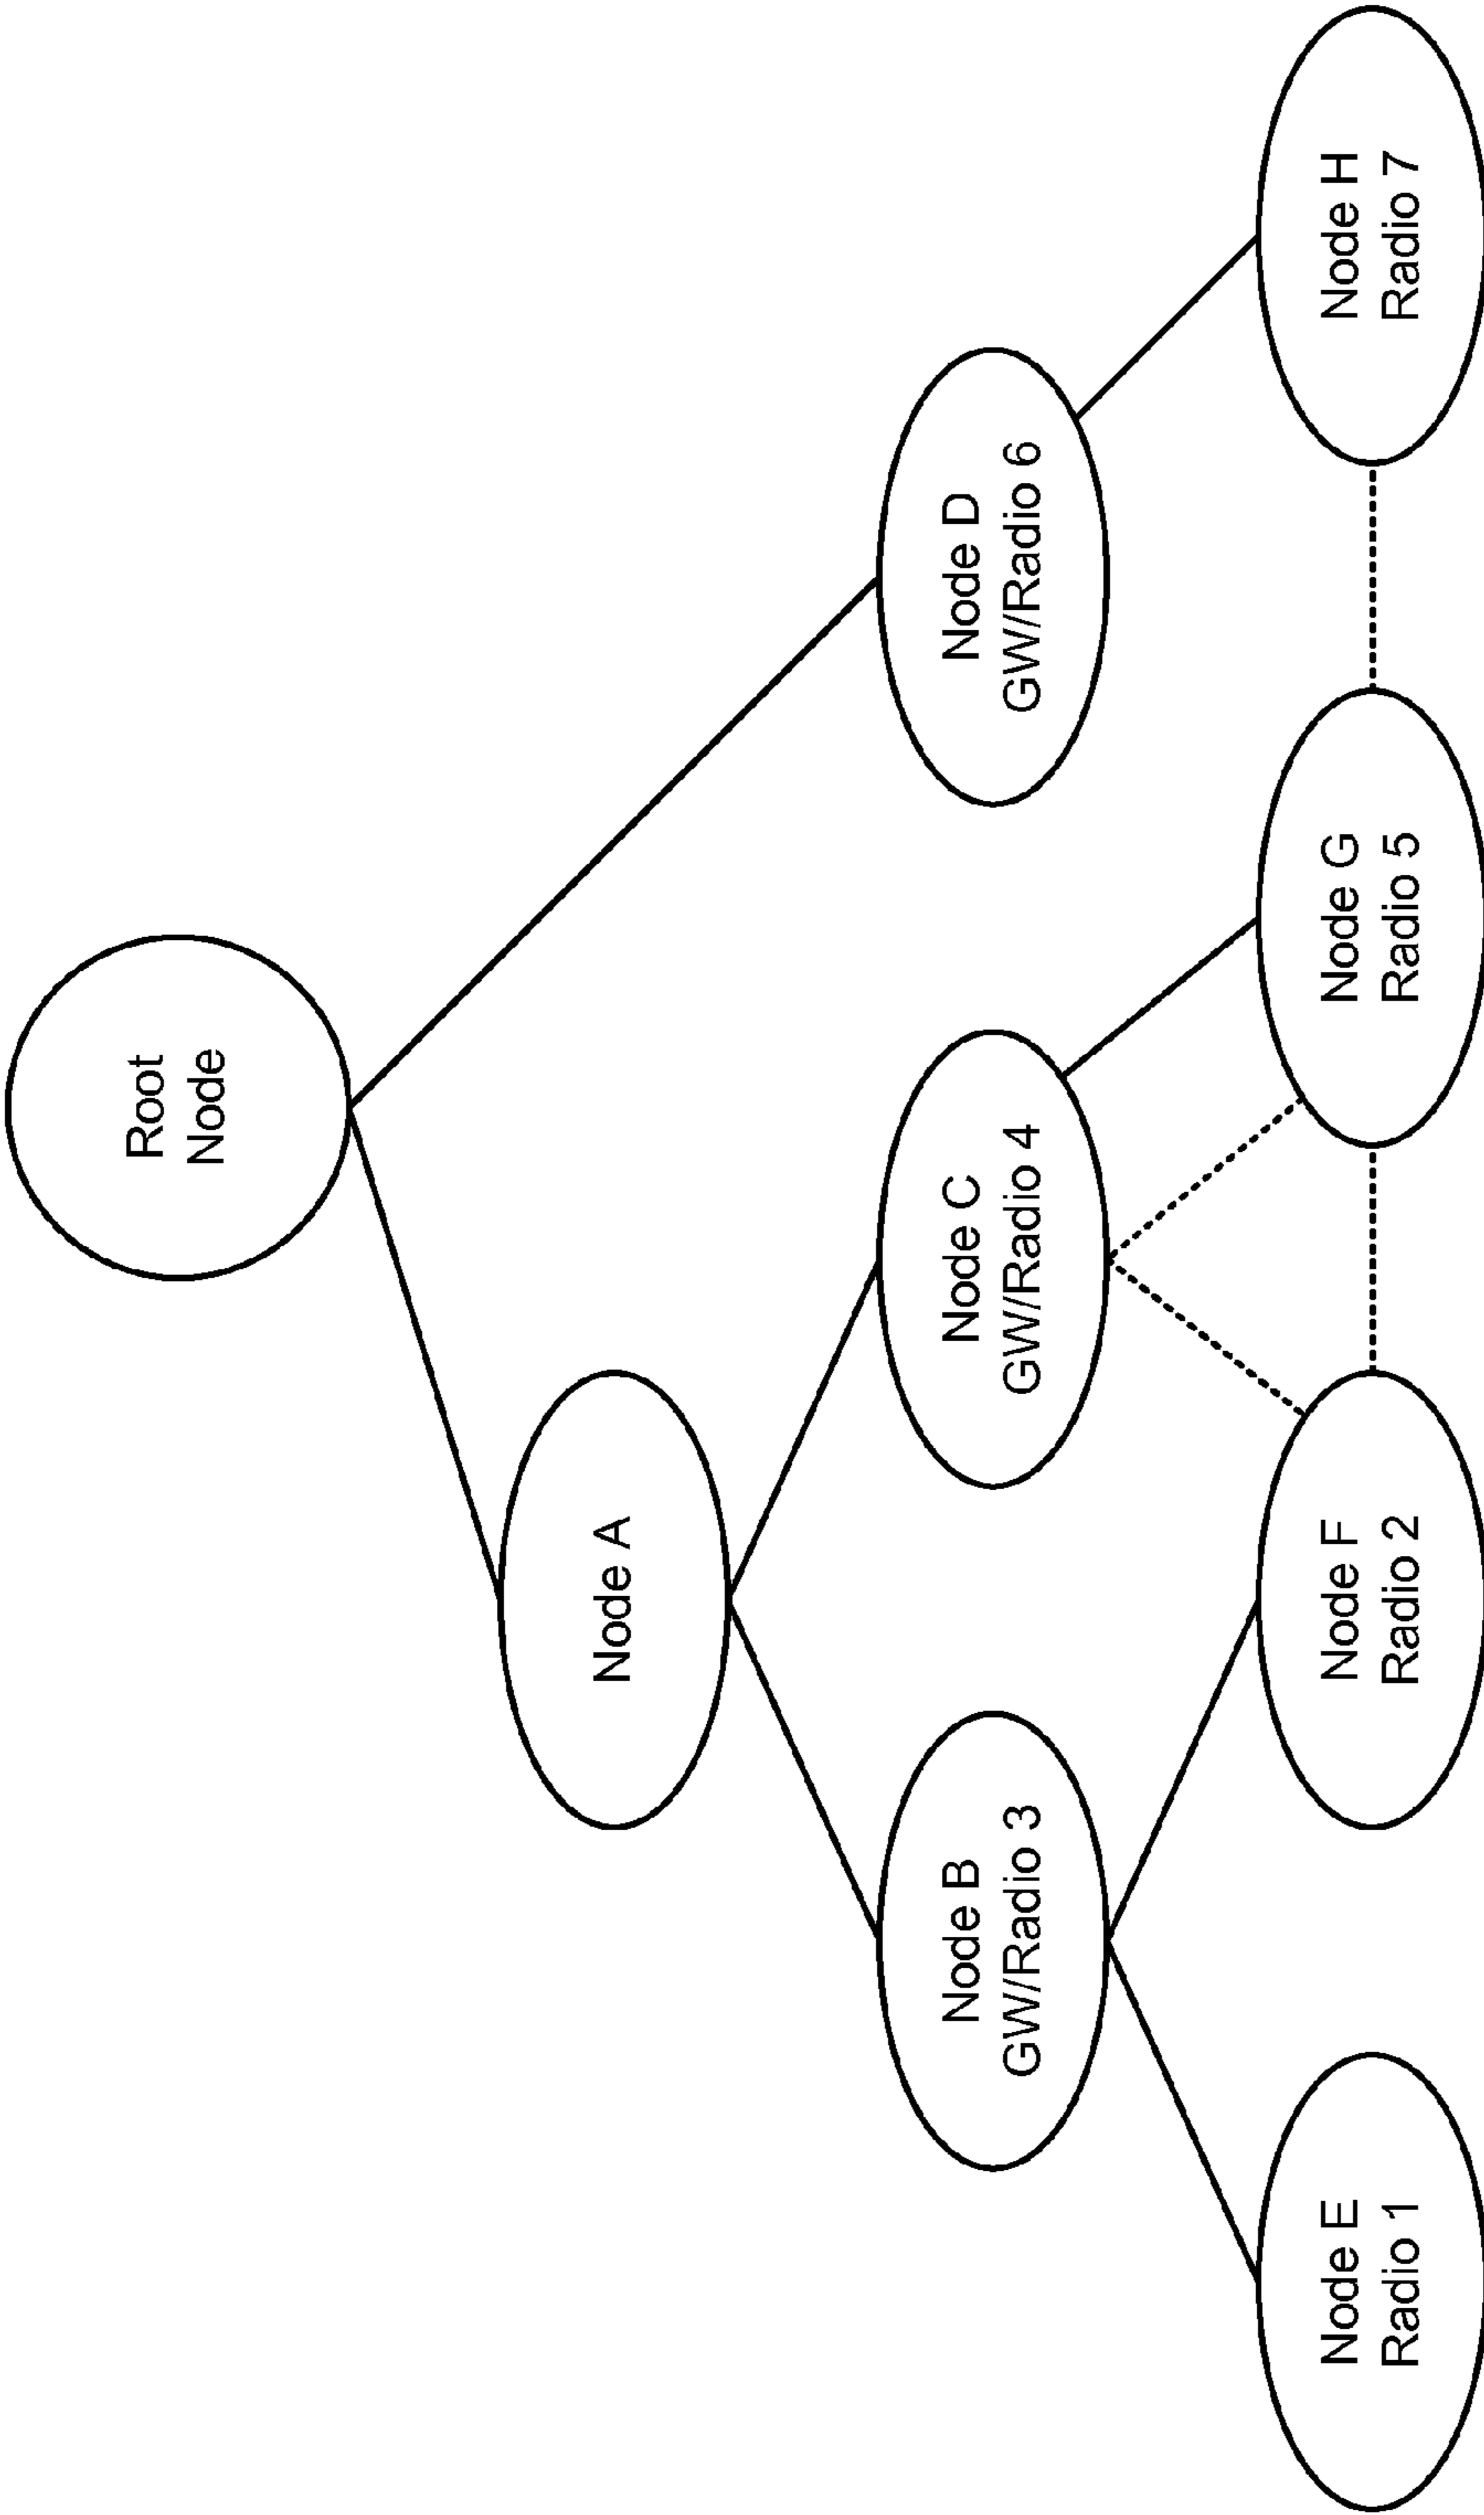 Root
Node
Node A
Node B
GW/Radio 3
Node C
GW/Radio 4
Node D
GW/Radio 6
Node E
Radio 1
Node F
Radio 2
Node G
Radio 5
Node H
Radio 7